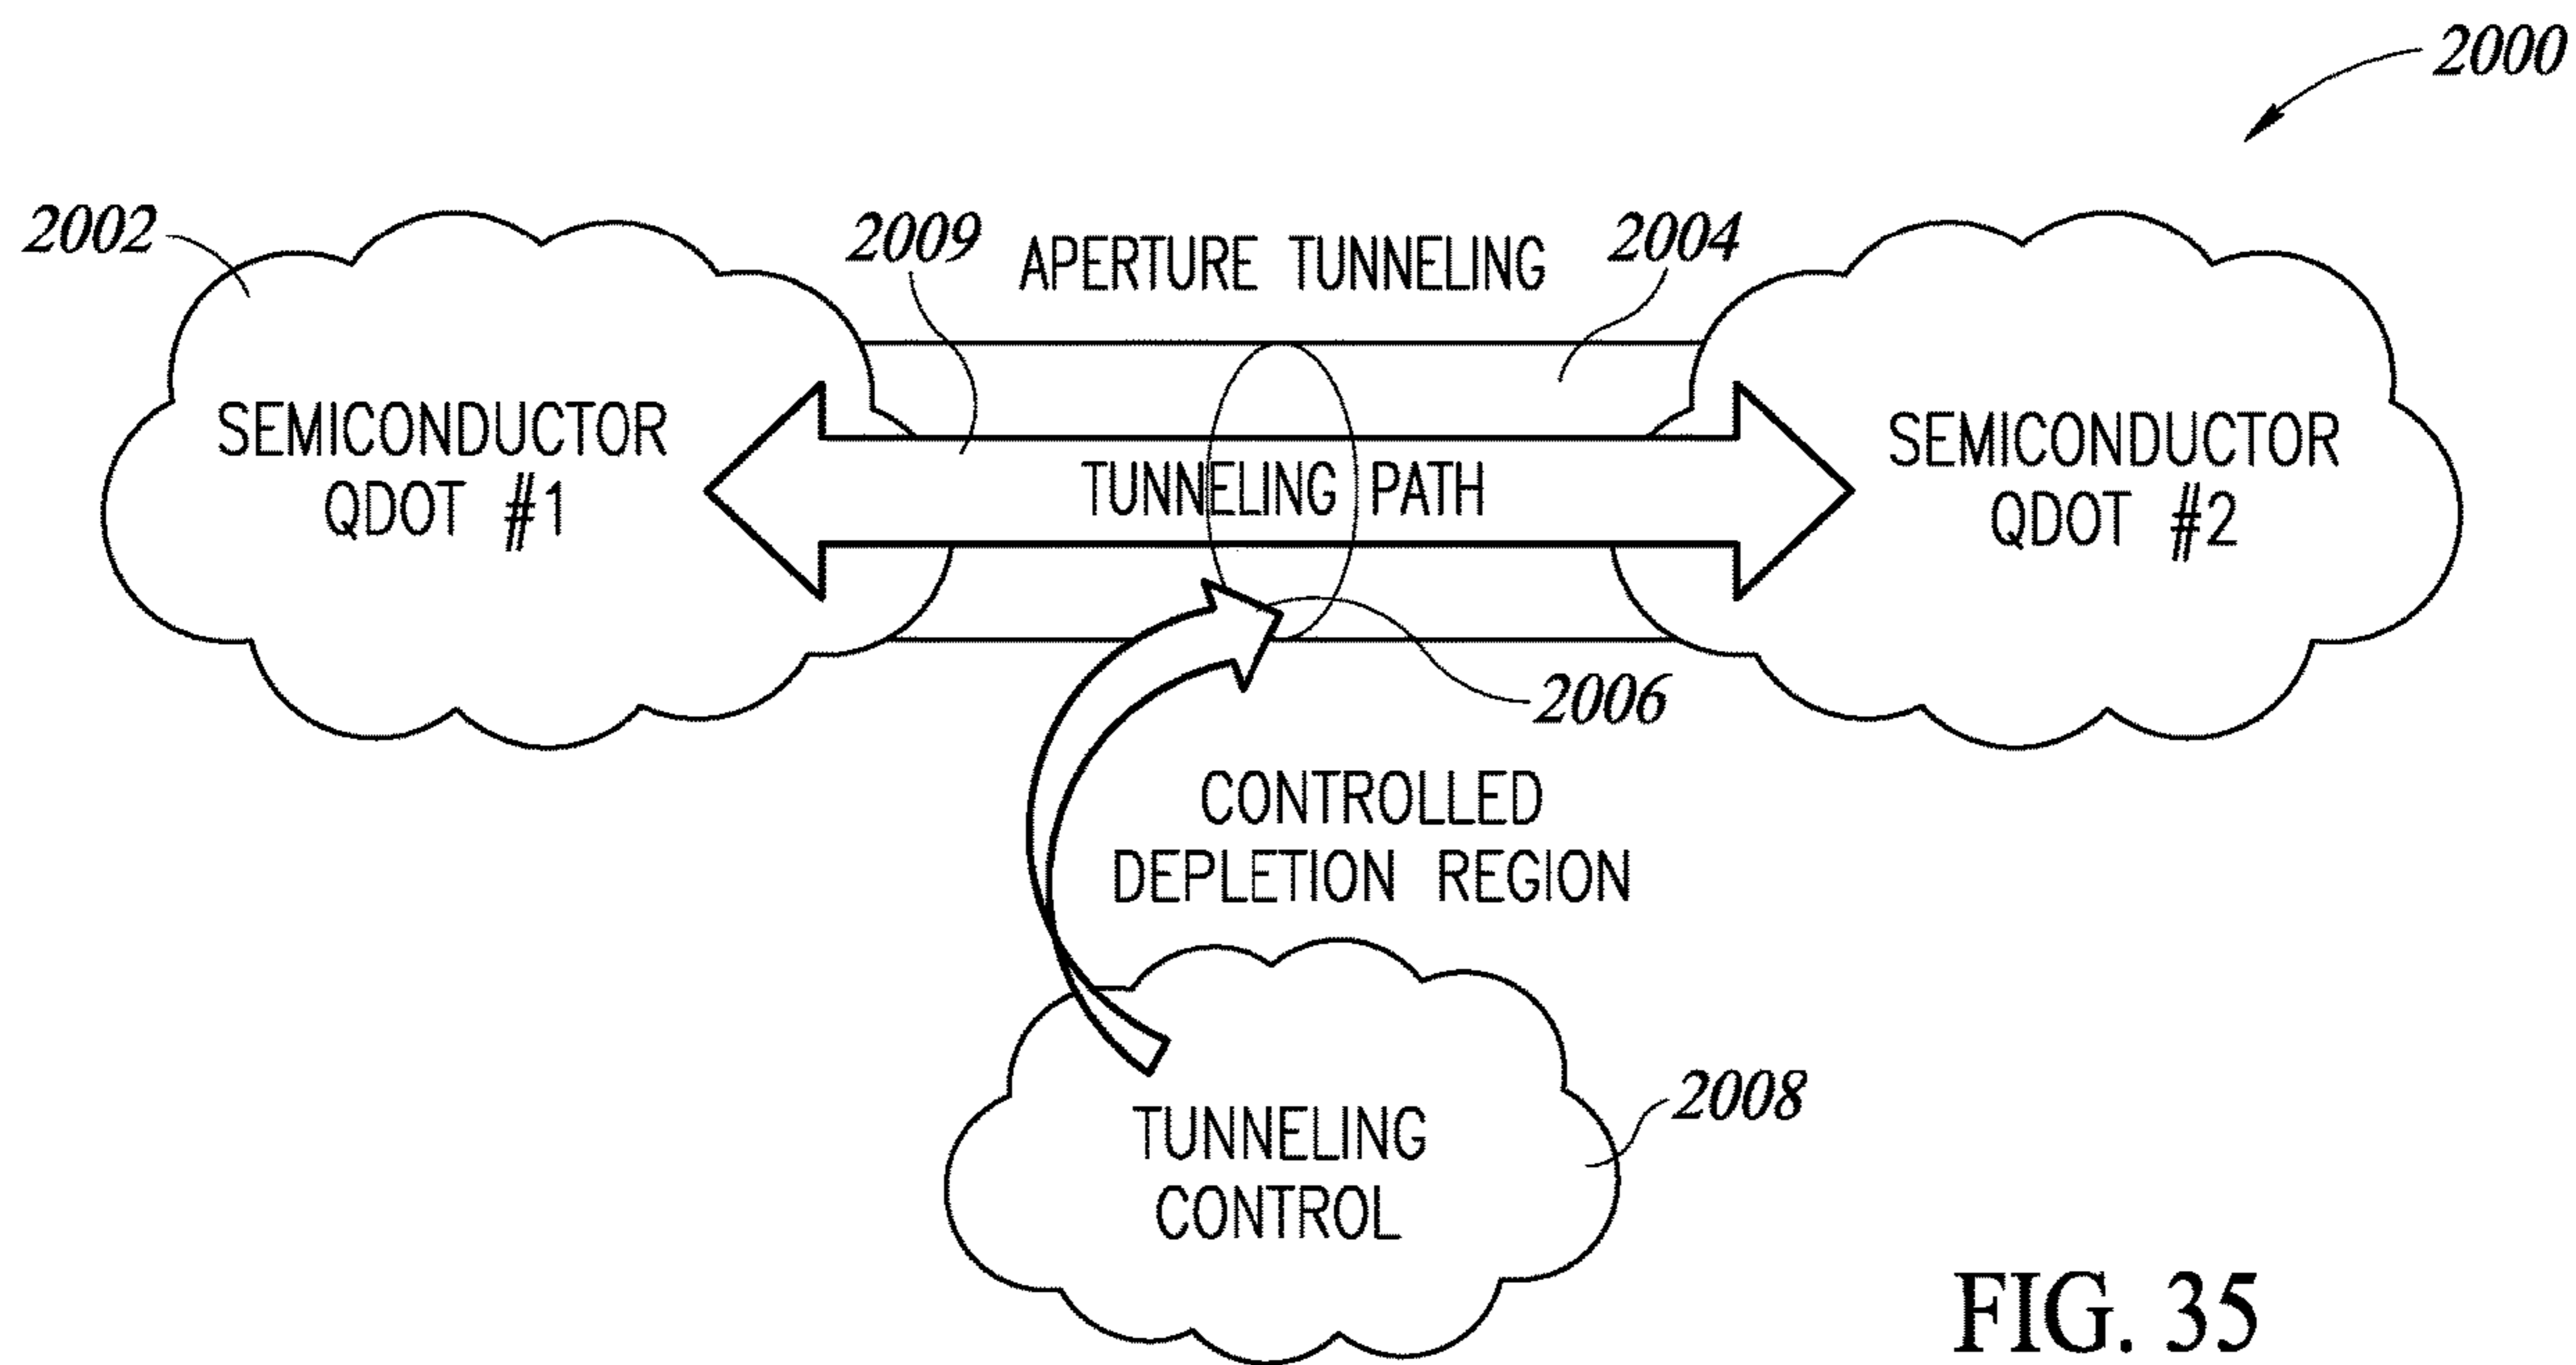 2000
2002
2009
APERTURE TUNNELING
2004
SEMICONDUCTOR
QDOT #1
TUNNELING PATH
SEMICONDUCTOR
QDOT #2
2006
CONTROLLED
DEPLETION REGION
TUNNELING
CONTROL
2008
FIG. 35